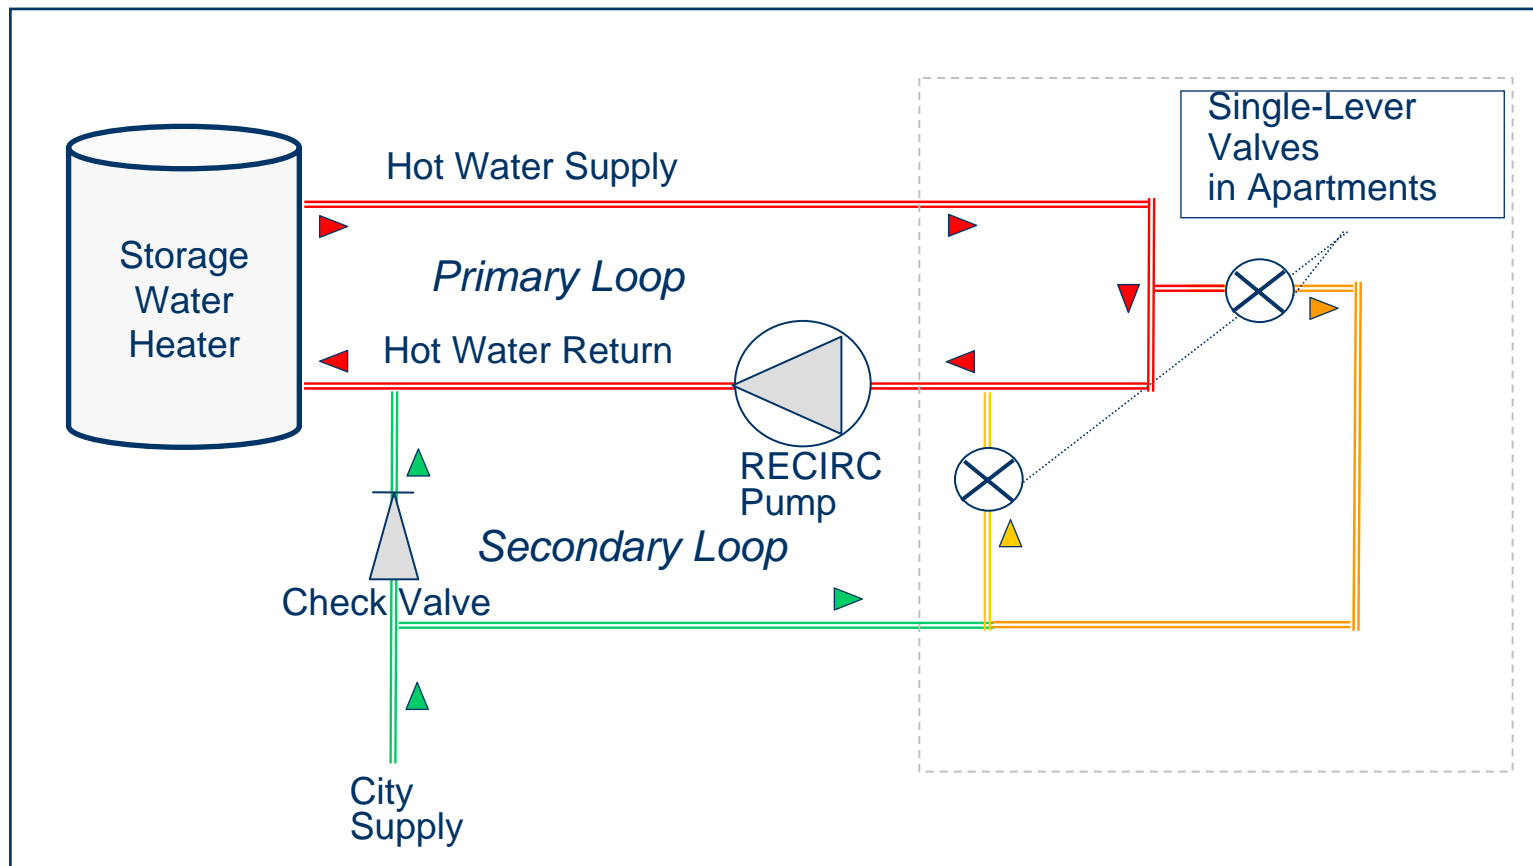 Single-Lever
Valves
in Apartments
Hot Water Supply
Storage
Water
Heater
Primary Loop
Hot Water Return
RECIRC
Pump
Secondary Loop
Check Valve
City
Supply